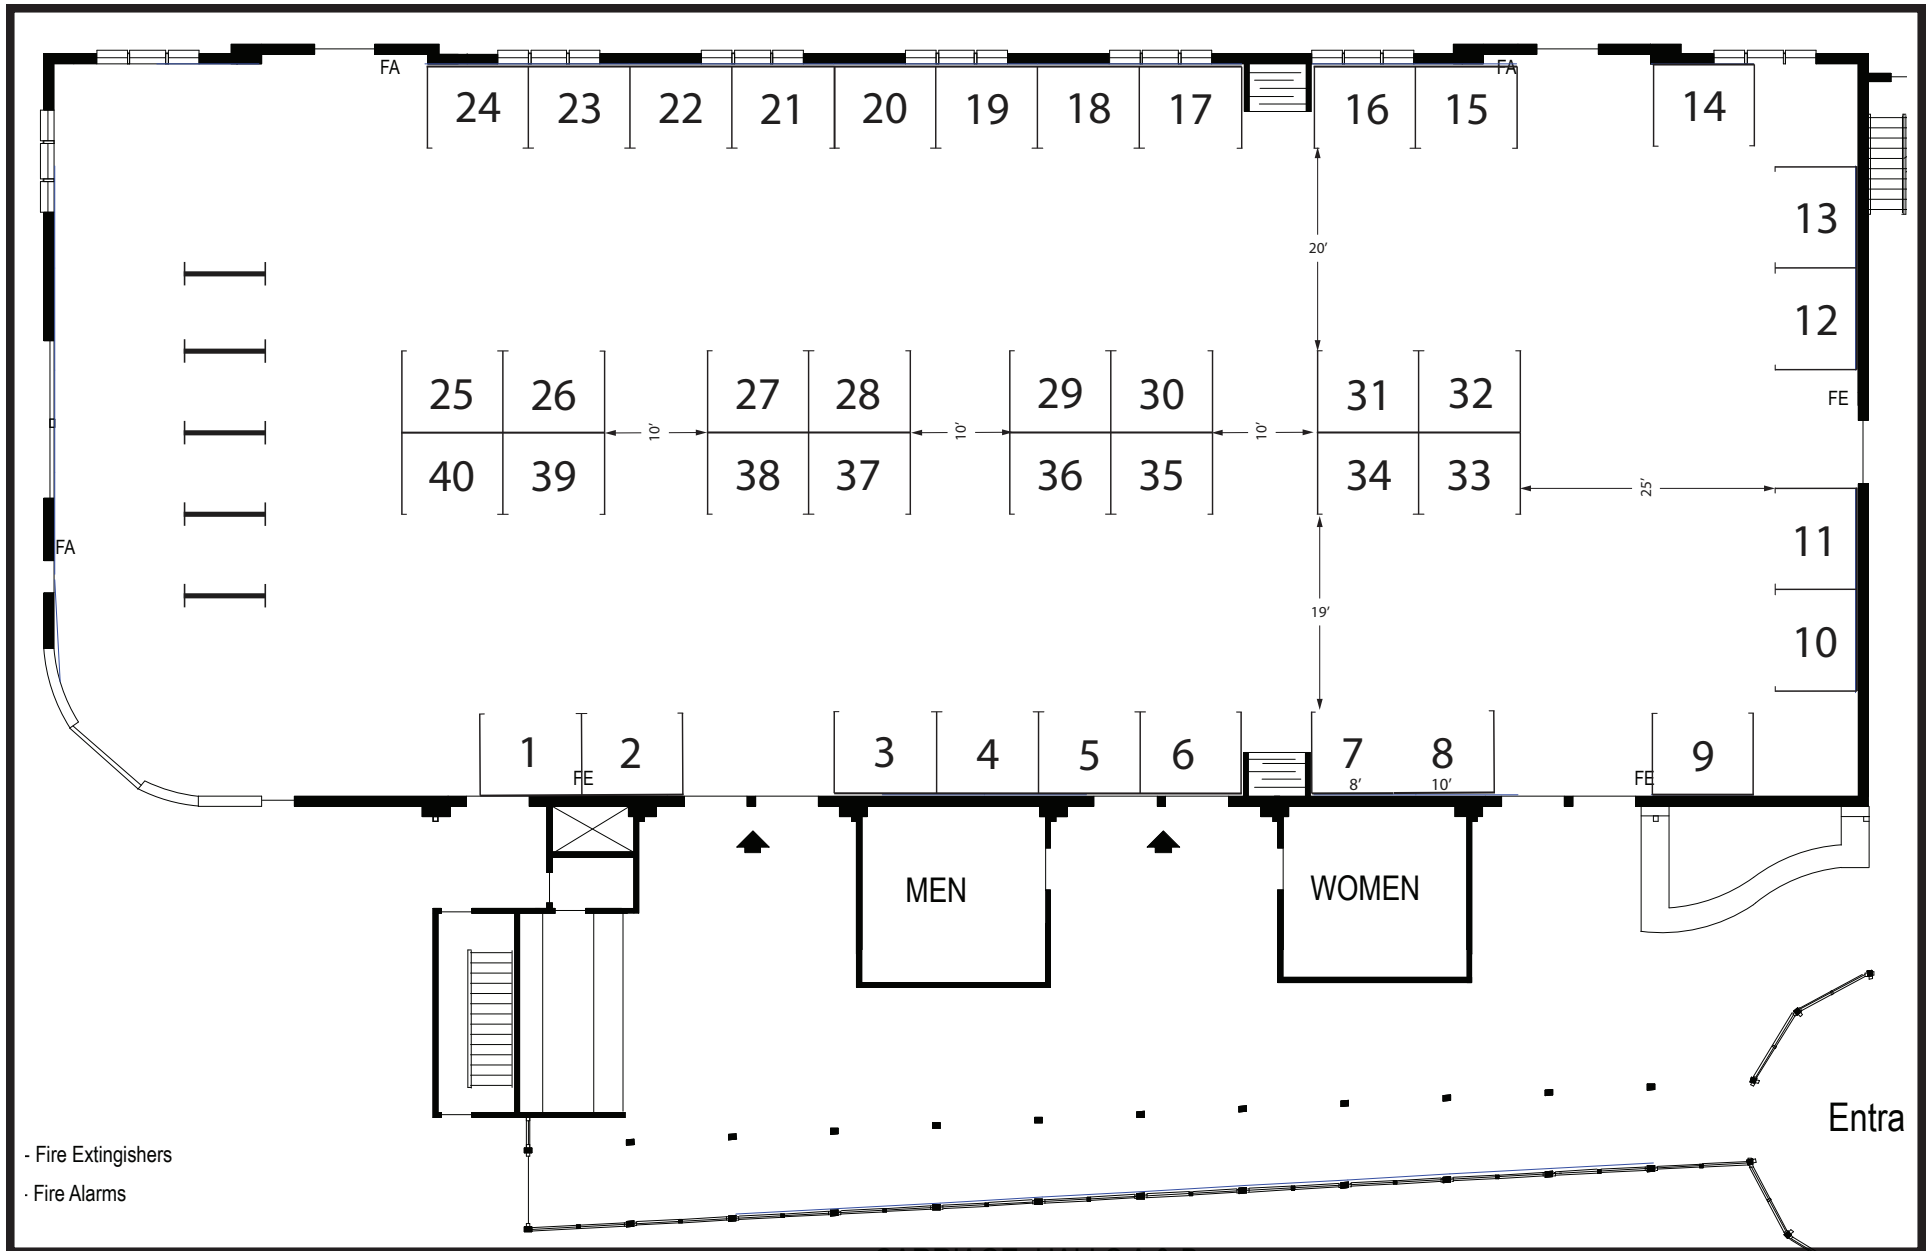 FA
FA
24 23 22 21 20 19 18 17 16 15 14
13
20'
12
25 26 27 28 29 30 31 32
FE
10' 10' 10'
40 39 38 37 36 35 34 33
25'
11
FA
19'
10
1 2 3 4 5 6 7 8 9
FE 8' 10' FE
MEN WOMEN
Entra
- Fire Extingishers
- Fire Alarms